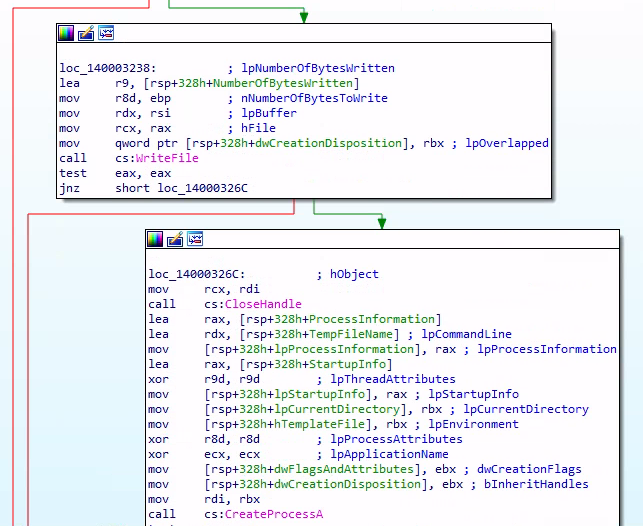 loc_140003238: ; lpNumberOfBytesWritten
lea r9, [rsp+328h+NumberOfBytesWritten]
mov r8d, ebp ; nNumberOfBytesToWrite
mov rdx, rsi ; lpBuffer
mov rcx, rax ; hFile
mov qword ptr [rsp+328h+dwCreationDisposition], rbx ; lpOverlapped
call cs:WriteFile
test eax, eax
jnz short loc_14000326C
loc_14000326C: ; hObject
mov rcx, rdi
call cs:CloseHandle
lea rax, [rsp+328h+ProcessInformation]
lea rdx, [rsp+328h+TempFileName] ; lpCommandLine
mov [rsp+328h+lpProcessInformation], rax ; lpProcessInformation
lea rax, [rsp+328h+StartupInfo]
xor r9d, r9d ; lpThreadAttributes
mov [rsp+328h+lpStartupInfo], rax ; lpStartupInfo
mov [rsp+328h+lpCurrentDirectory], rbx ; lpCurrentDirectory
mov [rsp+328h+hTemplateFile], rbx ; lpEnvironment
xor r8d, r8d ; lpProcessAttributes
xor ecx, ecx ; lpApplicationName
mov [rsp+328h+dwFlagsAndAttributes], ebx ; dwCreationFlags
mov [rsp+328h+dwCreationDisposition], ebx ; bInheritHandles
mov rdi, rbx
call cs:CreateProcessA